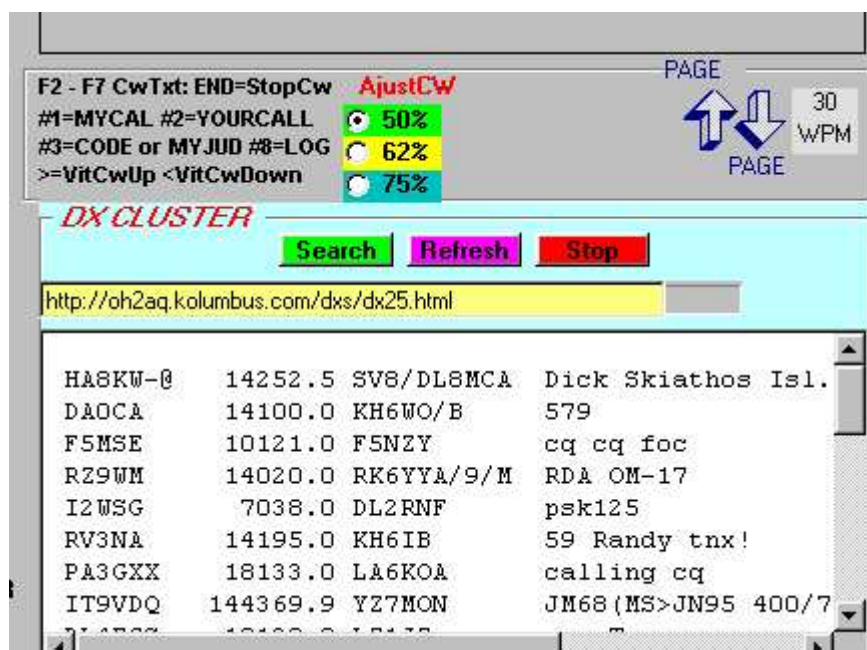 PAGE
F2 - F7 CwTxt: END=StopCw AjustCW
#1=MYCAL #2=YOURCALL 50% 30
#3=CODE or MYJUD #8=LOG 62% WPM
>=VitCwUp <VitCwDown 75% PAGE
DX CLUSTER
Search Refresh Stop
http://oh2aq.kolumbus.com/dxs/dx25.html
HA8KW-@ 14252.5 SV8/DL8MCA Dick Skiathos Isl.
DA0CA 14100.0 KH6WO/B 579
F5MSE 10121.0 F5NZY cq cq foc
RZ9WM 14020.0 RK6YYA/9/M RDA OM-17
I2WSG 7038.0 DL2RNF psk125
RV3NA 14195.0 KH6IB 59 Randy tnx!
PA3GXX 18133.0 LA6KOA calling cq
IT9VDQ 144369.9 YZ7MON JM68(MS>JN95 400/7